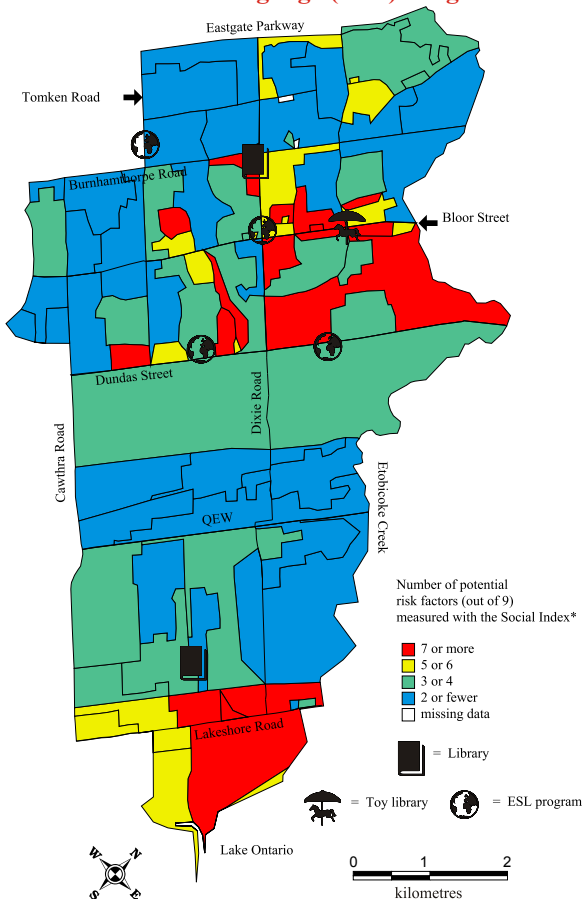 Eastgate Parkway
Tomken Road
Burnhamthorpe Road
Bloor Street
Dundas Street
Dixie Road
Cawthra Road
Etobicoke Creek
QEW
Number of potential
risk factors (out of 9)
measured with the Social Index*
7 or more
5 or 6
3 or 4
2 or fewer
missing data
= Library
Lakeshore Road
= Toy library
= ESL program
Lake Ontario
N
W
E
S
0 1 2
kilometres